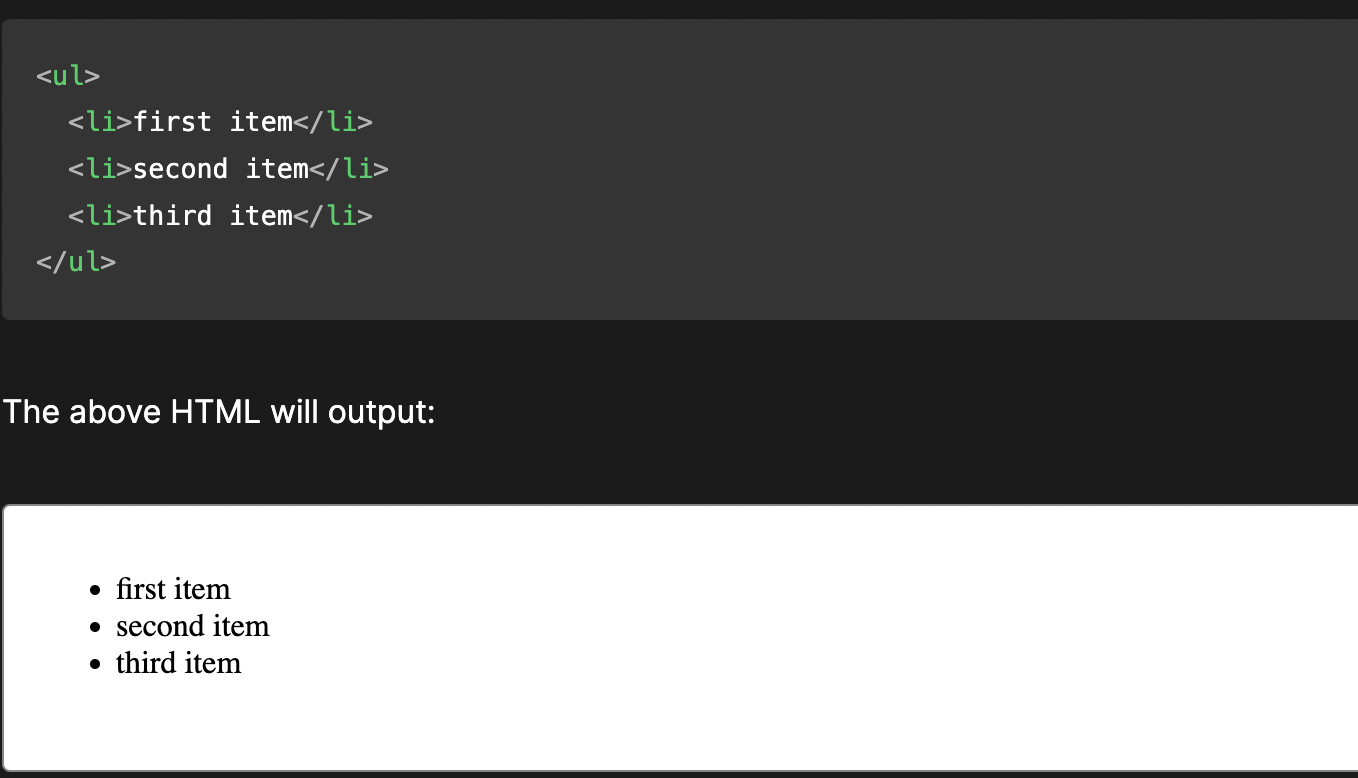 <ul>
  <li>first item</li>
  <li>second item</li>
  <li>third item</li>
</ul>
The above HTML will output:
• first item
• second item
• third item